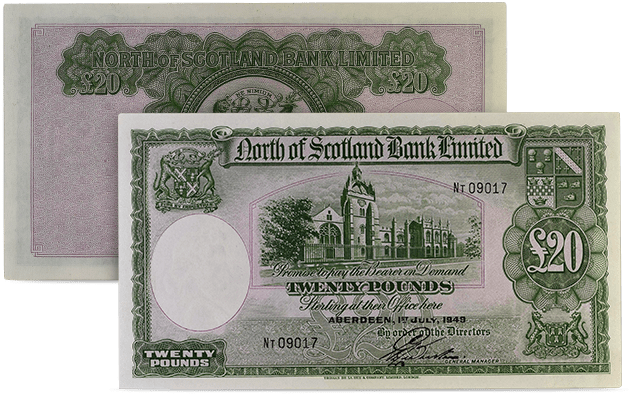 NORTH OF SCOTLAND BANK LIMITED
£20 £20
NE NIMIUM
North of Scotland Bank Limited
NT 09017
£20
Promise to pay the Bearer on Demand
TWENTY POUNDS
Sterling at their Office here
ABERDEEN, 1ST JULY, 1949
By order of the Directors
NT 09017
GENERAL MANAGER
TWENTY
POUNDS